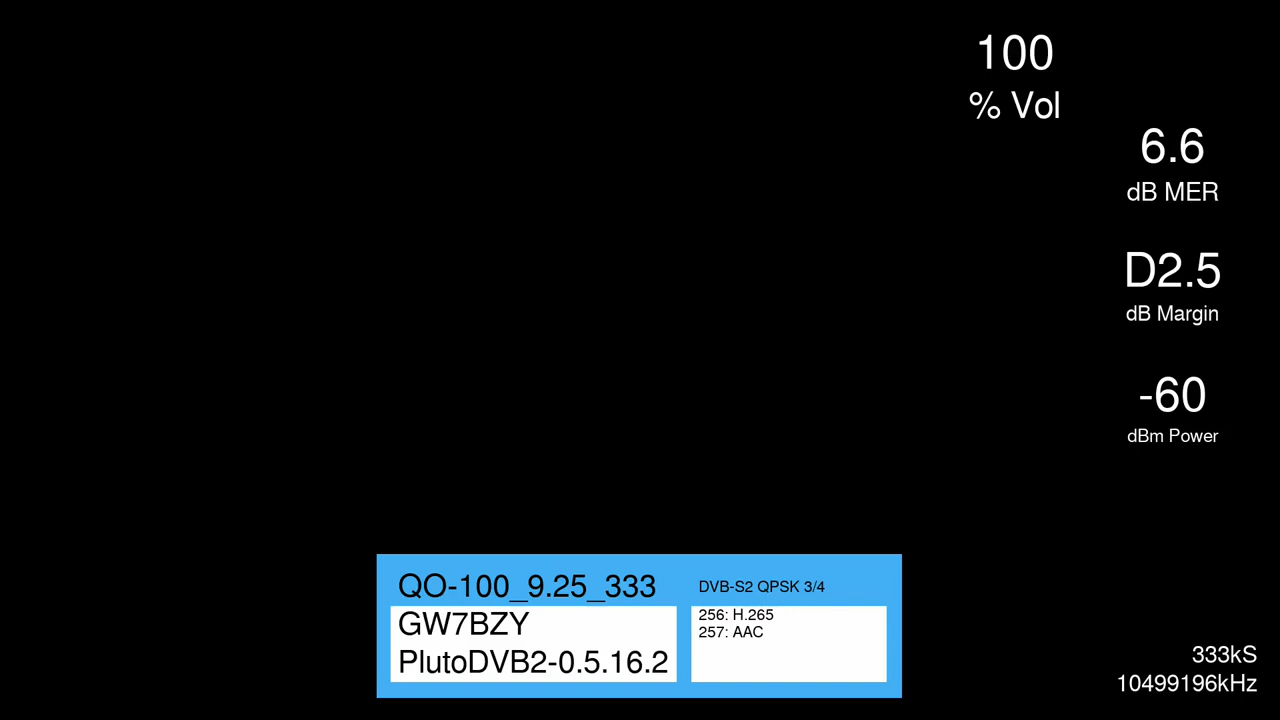 100
% Vol
6.6
dB MER
D2.5
dB Margin
-60
dBm Power
QO-100_9.25_333
DVB-S2 QPSK 3/4
GW7BZY
PlutoDVB2-0.5.16.2
256: H.265
257: AAC
333kS
10499196kHz